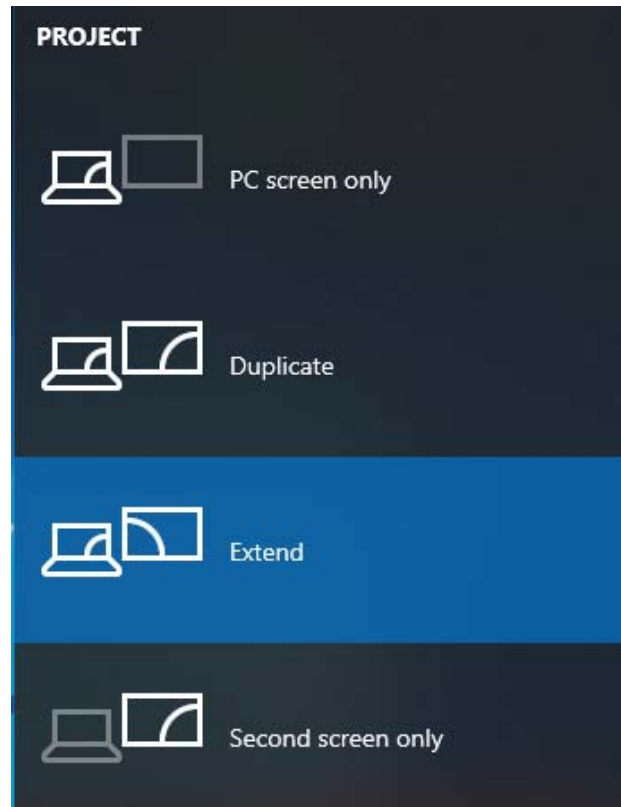 PROJECT
PC screen only
Duplicate
Extend
Second screen only